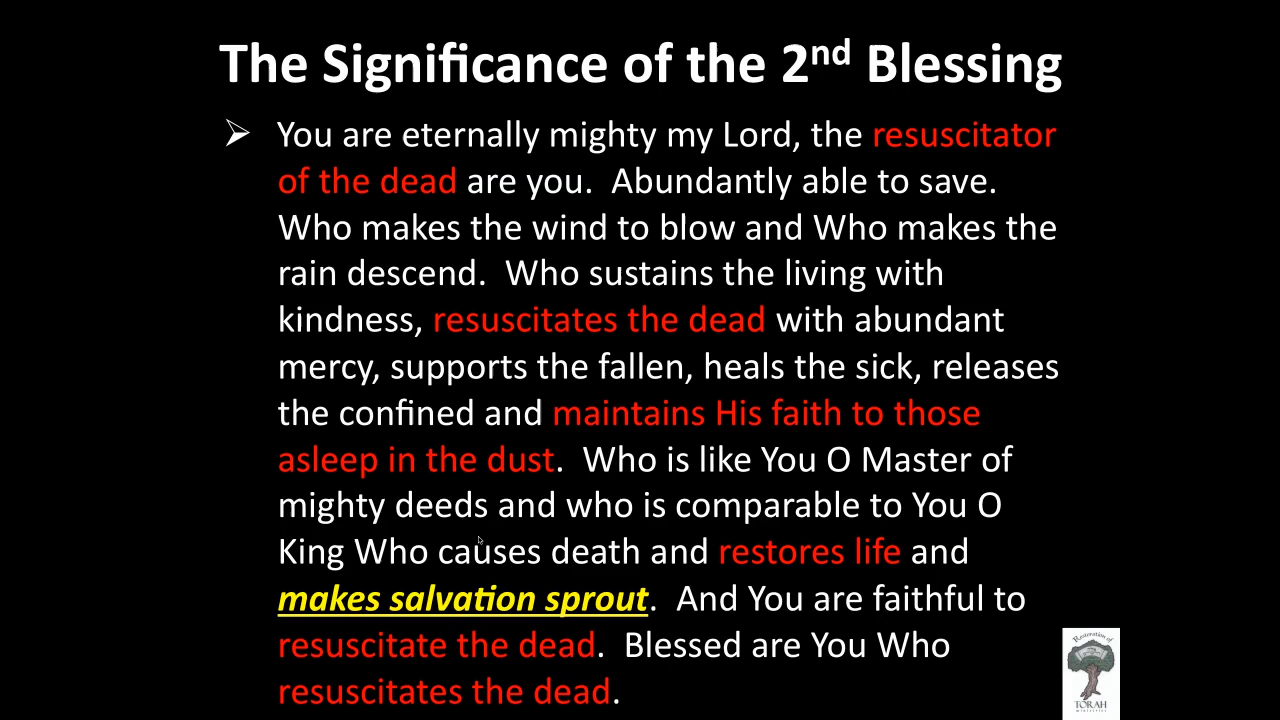 The Significance of the 2nd Blessing
➢ You are eternally mighty my Lord, the resuscitator
of the dead are you. Abundantly able to save.
Who makes the wind to blow and Who makes the
rain descend. Who sustains the living with
kindness, resuscitates the dead with abundant
mercy, supports the fallen, heals the sick, releases
the confined and maintains His faith to those
asleep in the dust. Who is like You O Master of
mighty deeds and who is comparable to You O
King Who causes death and restores life and
makes salvation sprout. And You are faithful to
resuscitate the dead. Blessed are You Who
resuscitates the dead.
Restoration of
TORAH
ministries